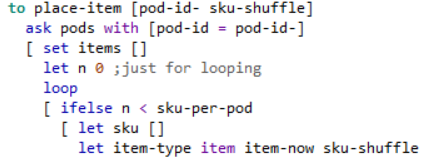 to place-item [pod-id- sku-shuffle]
ask pods with [pod-id = pod-id-]
[ set items []
let n 0 ;just for looping
loop
[ ifelse n < sku-per-pod
[ let sku []
let item-type item item-now sku-shuffle